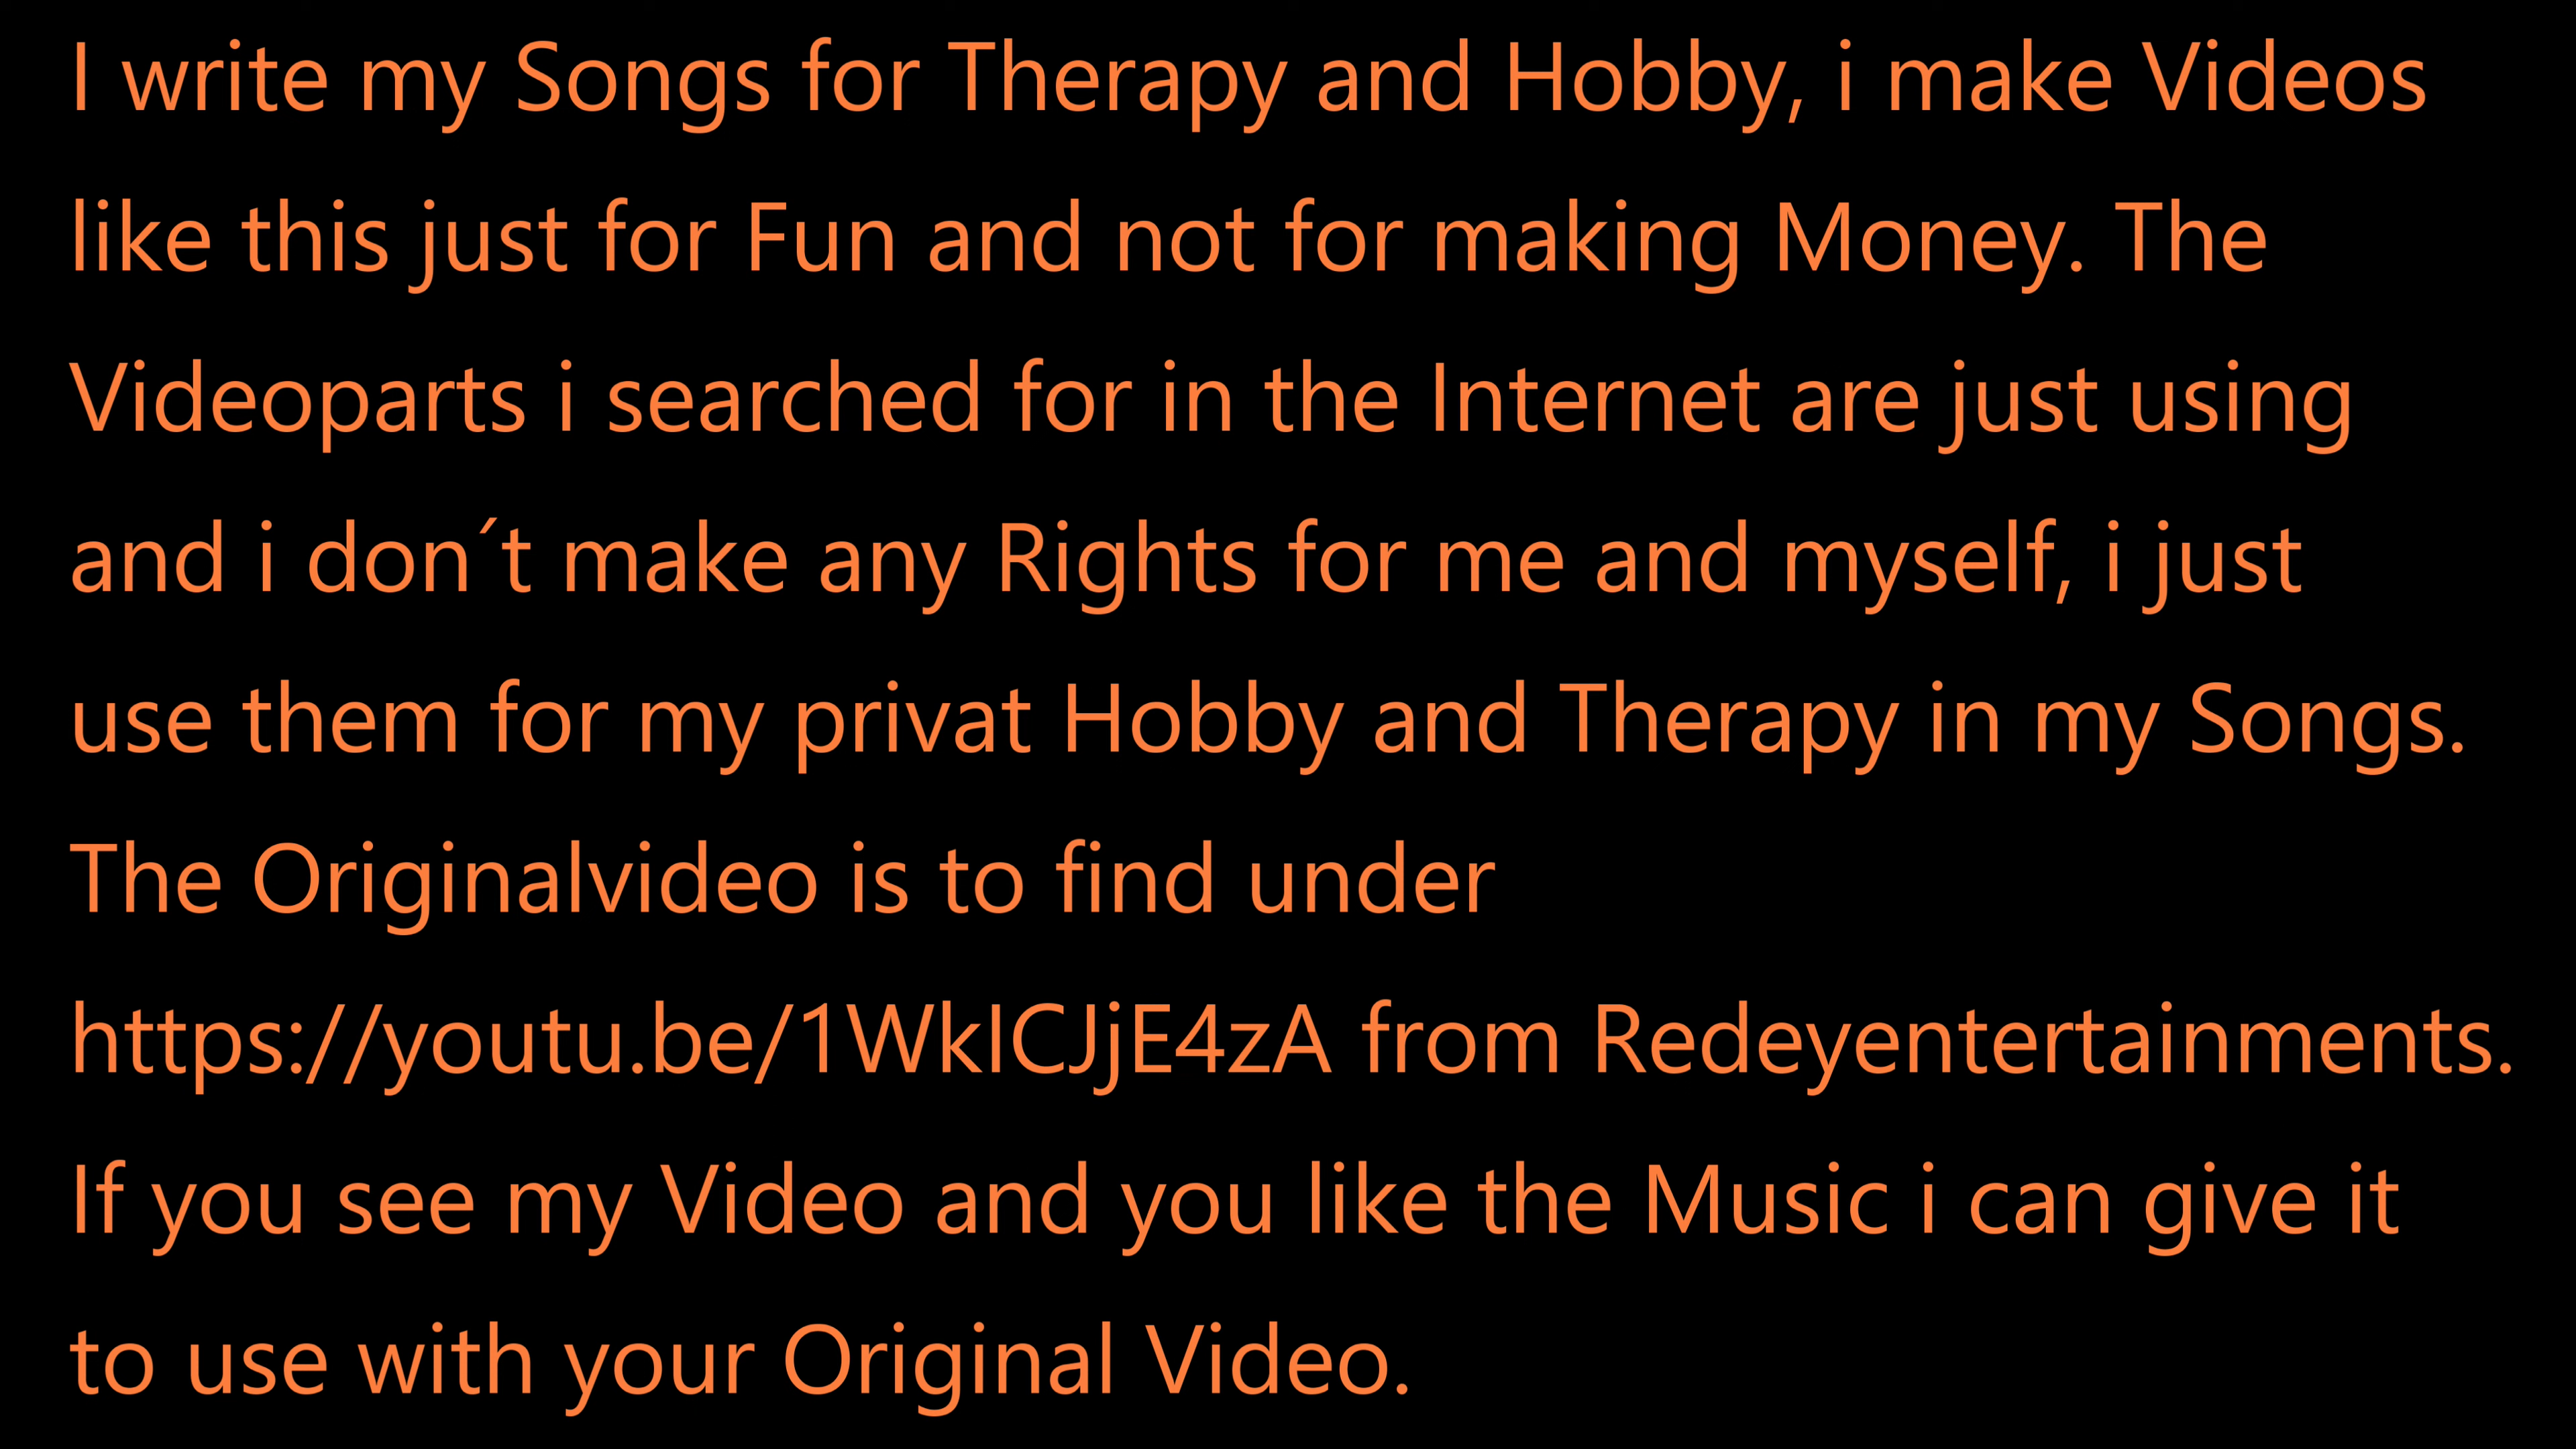 I write my Songs for Therapy and Hobby, i make Videos
like this just for Fun and not for making Money. The
Videoparts i searched for in the Internet are just using
and i don´t make any Rights for me and myself, i just
use them for my privat Hobby and Therapy in my Songs.
The Originalvideo is to find under
https://youtu.be/1WkICJjE4zA from Redeyentertainments.
If you see my Video and you like the Music i can give it
to use with your Original Video.